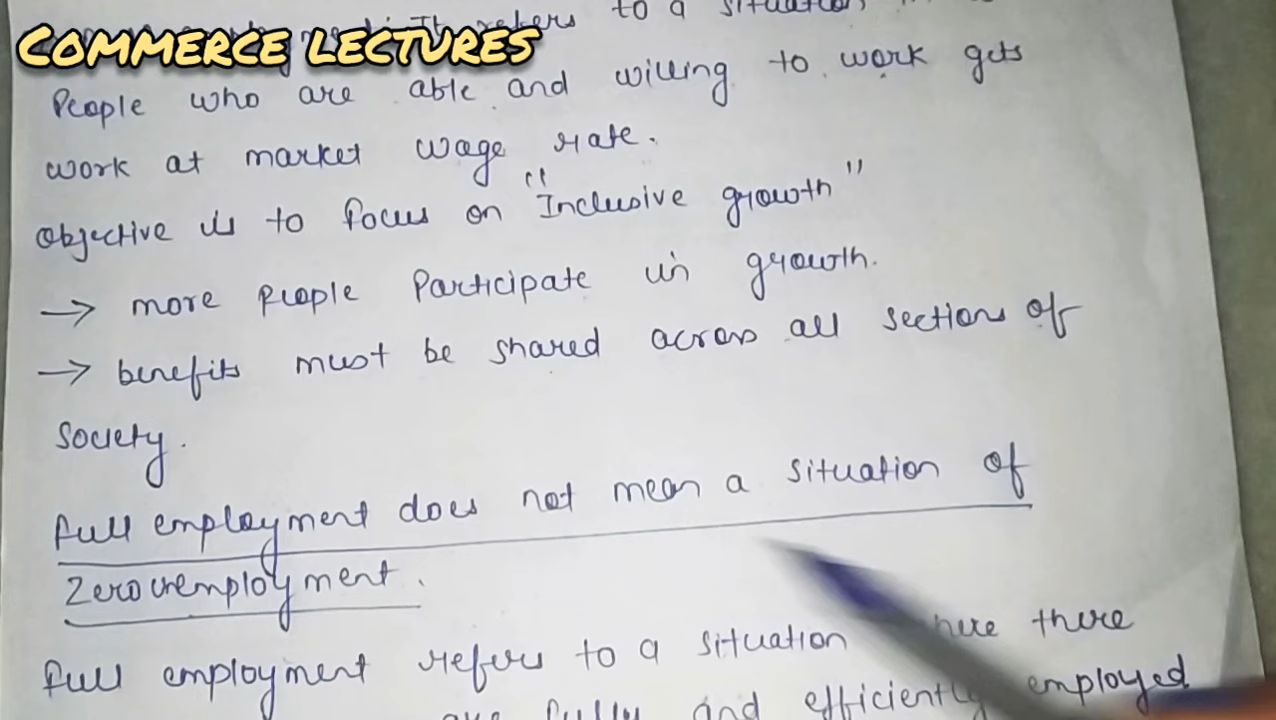 COMMERCE LECTURES
refers to a situation
People who are able and willing to work gets
work at market wage rate.
objective is to focus on "Inclusive growth"
→ more people participate in growth.
→ benefits must be shared across all sections of
society.
full employment does not mean a situation of
Zero unemployment.
full employment refers to a situation there
are fully and efficiently employed